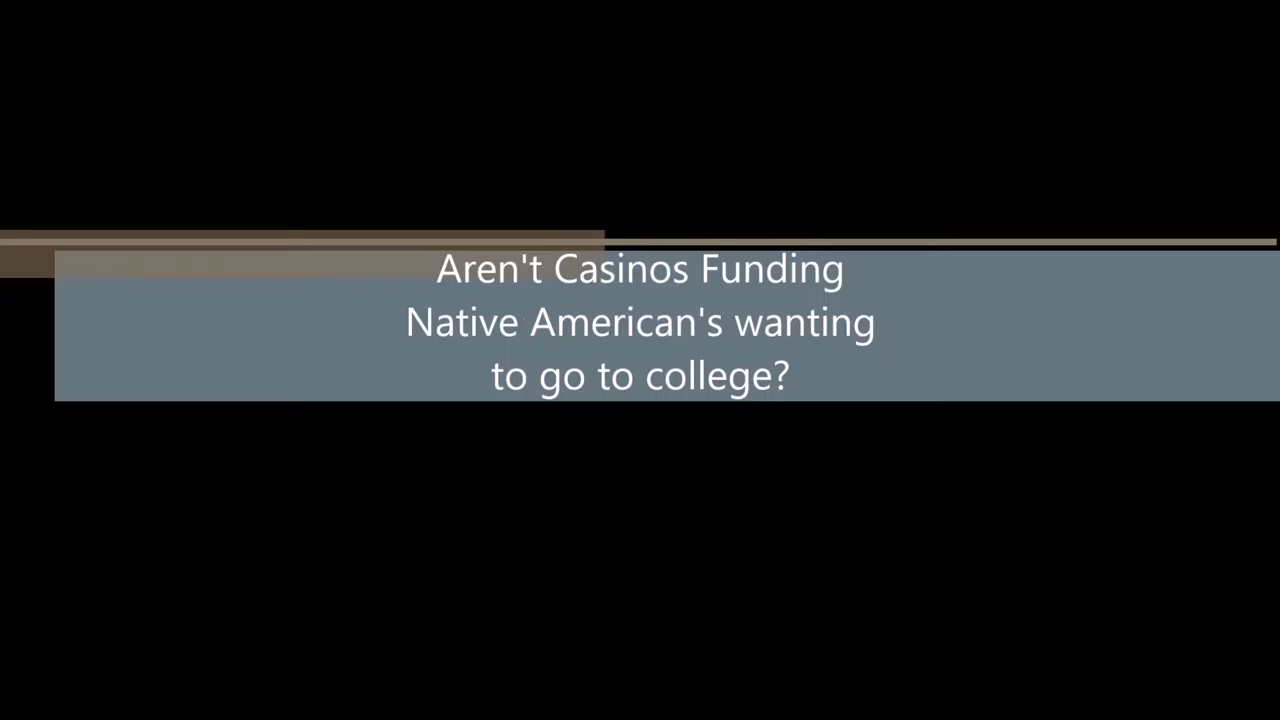 Aren't Casinos Funding
Native American's wanting
to go to college?